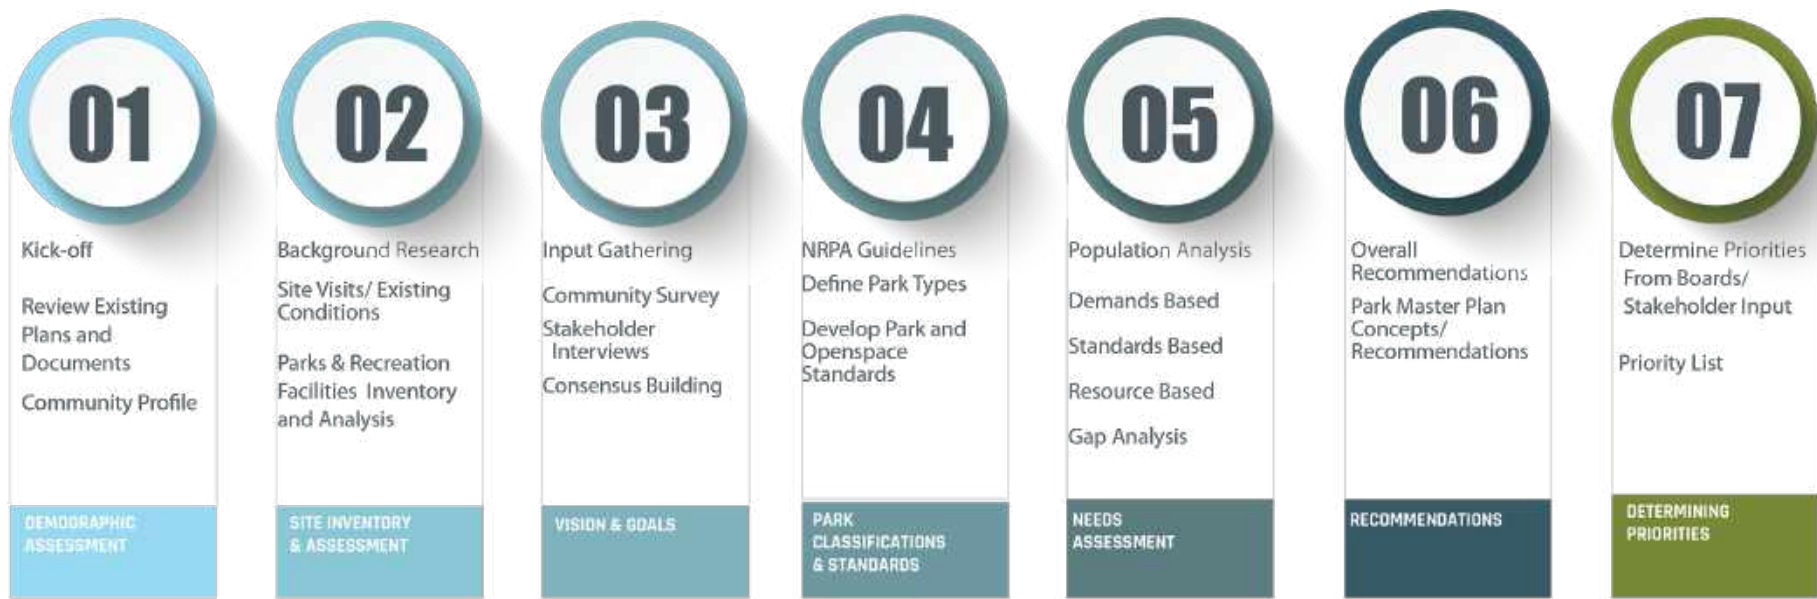 01
Kick-off
Review Existing
Plans and
Documents
Community Profile
DEMOGRAPHIC
ASSESSMENT
02
Background Research
Site Visits/ Existing
Conditions
Parks & Recreation
Facilities Inventory
and Analysis
SITE INVENTORY
& ASSESSMENT
03
Input Gathering
Community Survey
Stakeholder
Interviews
Consensus Building
VISION & GOALS
04
NRPA Guidelines
Define Park Types
Develop Park and
Openspace
Standards
PARK
CLASSIFICATIONS
& STANDARDS
05
Population Analysis
Demands Based
Standards Based
Resource Based
Gap Analysis
NEEDS
ASSESSMENT
06
Overall
Recommendations
Park Master Plan
Concepts/
Recommendations
RECOMMENDATIONS
07
Determine Priorities
From Boards/
Stakeholder Input
Priority List
DETERMINING
PRIORITIES